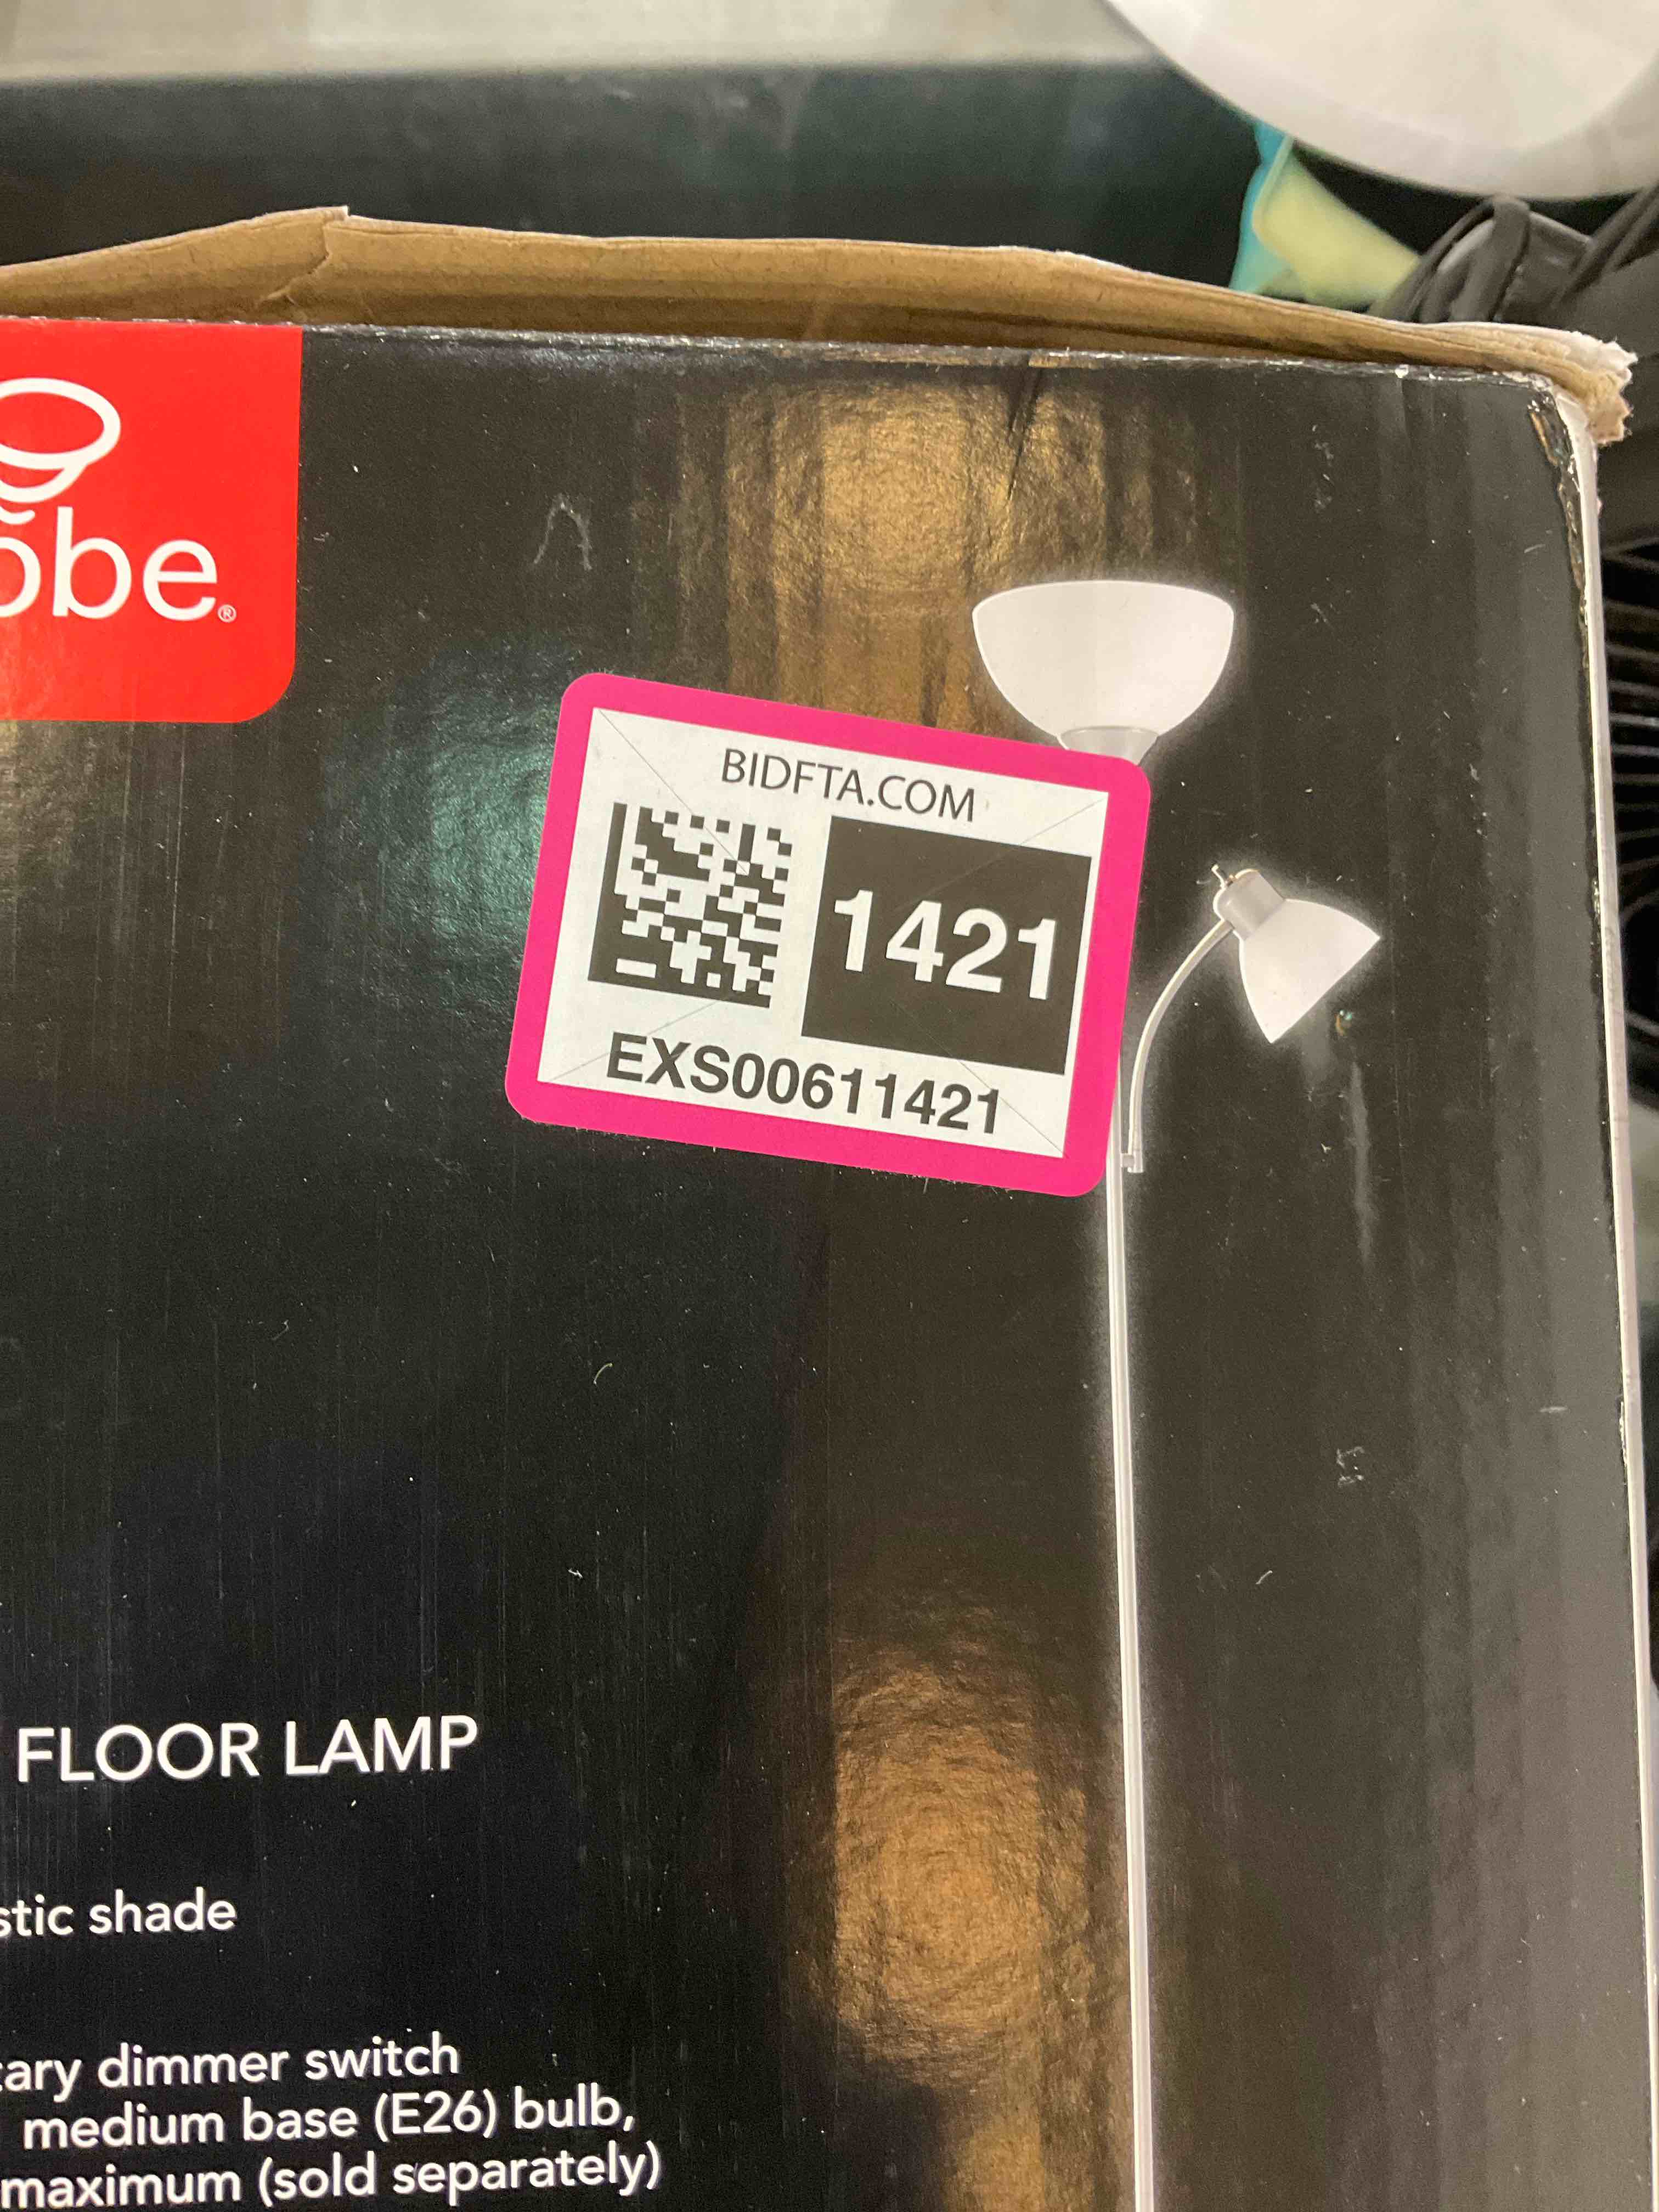 obe®
BIDFTA.COM
1421
EXS00611421
FLOOR LAMP
stic shade
tary dimmer switch
medium base (E26) bulb,
maximum (sold separately)